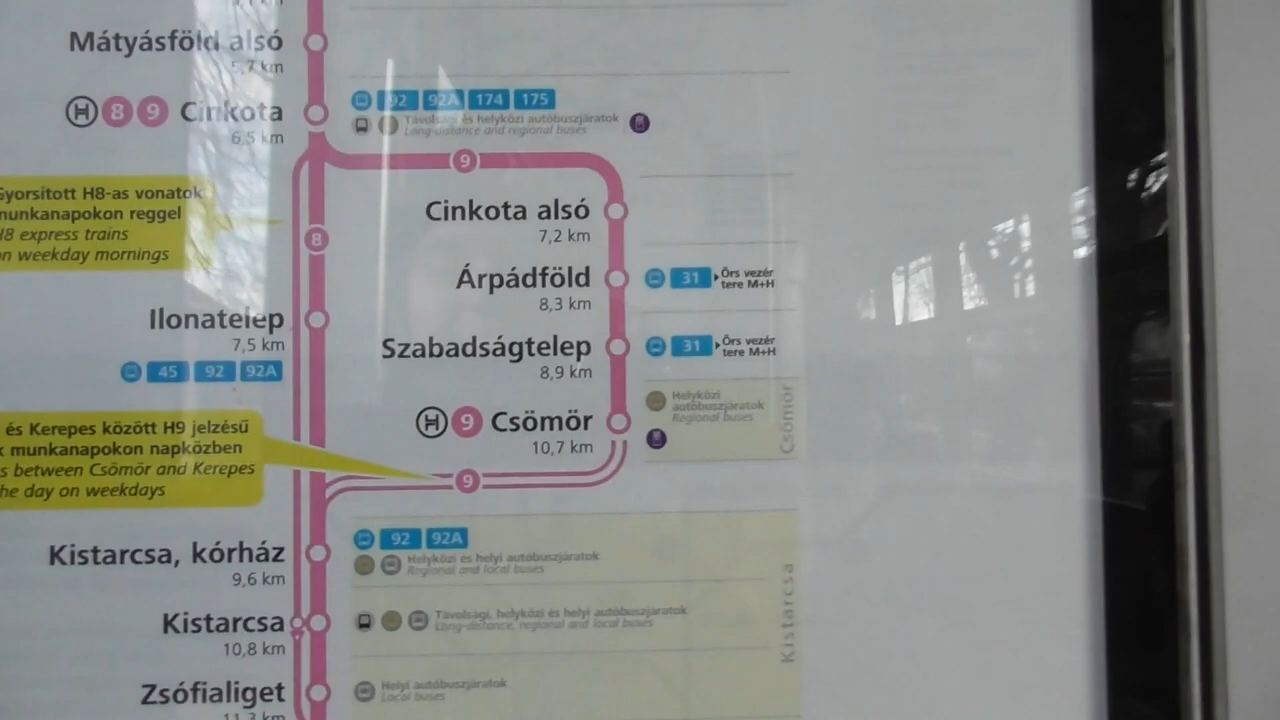 Mátyásföld alsó
5,7 km
H 8 9 Cinkota
6,5 km
92 92A 174 175
Távolsági és helyközi autóbuszjáratok
Long-distance and regional buses
9
Gyorsított H8-as vonatok
munkanapokon reggel
H8 express trains
on weekday mornings
8
Cinkota alsó
7,2 km
Árpádföld
8,3 km
31 Örs vezér
tere M+H
Ilonatelep
7,5 km
45 92 92A
Szabadságtelep
8,9 km
31 Örs vezér
tere M+H
H 9 Csömör
10,7 km
Helyközi
autóbuszjáratok
Regional buses
Csömör
és Kerepes között H9 jelzésű
munkanapokon napközben
between Csömör and Kerepes
the day on weekdays
9
Kistarcsa, kórház
9,6 km
92 92A
Helyközi és helyi autóbuszjáratok
Regional and local buses
Kistarcsa
10,8 km
Távolsági, helyközi és helyi autóbuszjáratok
Long-distance, regional and local buses
Kistarcsa
Zsófialiget
Helyi autóbuszjáratok
Local buses